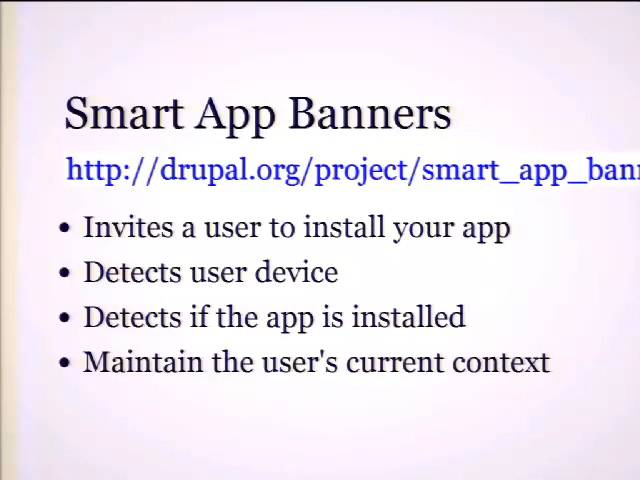 Smart App Banners
http://drupal.org/project/smart_app_ban
• Invites a user to install your app
• Detects user device
• Detects if the app is installed
• Maintain the user's current context